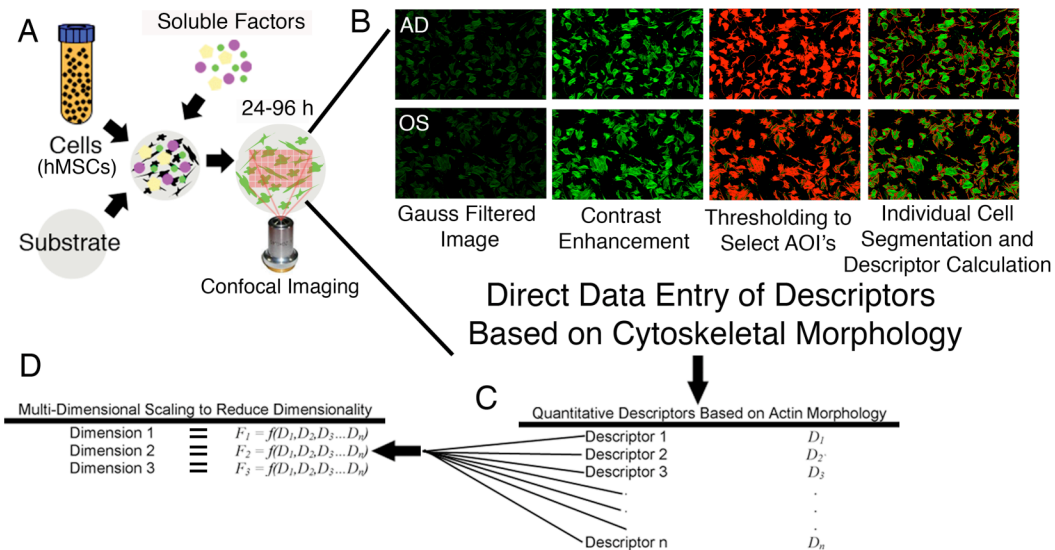 A
Soluble Factors
24-96 h
Cells
(hMSCs)
Substrate
Confocal Imaging
B
AD
OS
Gauss Filtered
Image
Contrast
Enhancement
Thresholding to
Select AOI's
Individual Cell
Segmentation and
Descriptor Calculation
Direct Data Entry of Descriptors
Based on Cytoskeletal Morphology
C
Quantitative Descriptors Based on Actin Morphology
Descriptor 1 D1
Descriptor 2 D2
Descriptor 3 D3
. .
. .
. .
Descriptor n Dn
D
Multi-Dimensional Scaling to Reduce Dimensionality
Dimension 1 ≡ F1 = f(D1,D2,D3...Dn)
Dimension 2 ≡ F2 = f(D1,D2,D3...Dn)
Dimension 3 ≡ F3 = f(D1,D2,D3...Dn)